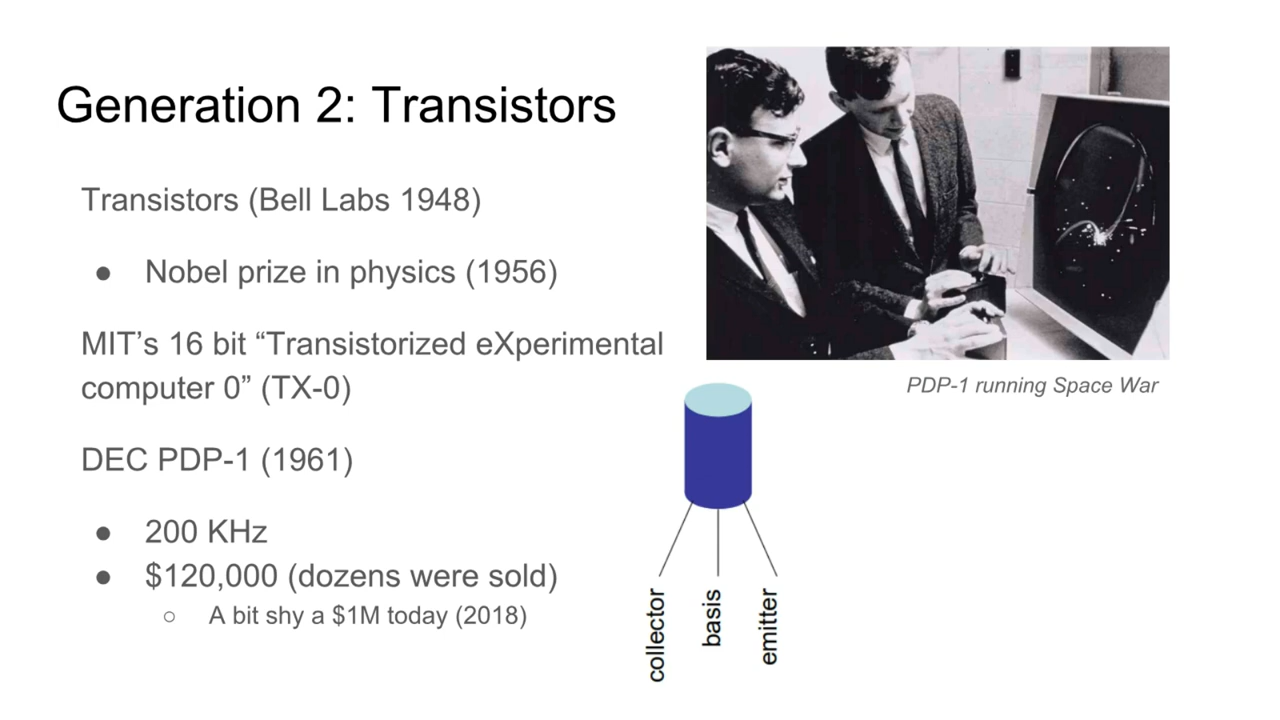 Generation 2: Transistors
Transistors (Bell Labs 1948)
● Nobel prize in physics (1956)
MIT’s 16 bit “Transistorized eXperimental
computer 0” (TX-0)
DEC PDP-1 (1961)
● 200 KHz
● $120,000 (dozens were sold)
○ A bit shy a $1M today (2018)
PDP-1 running Space War
collector
basis
emitter